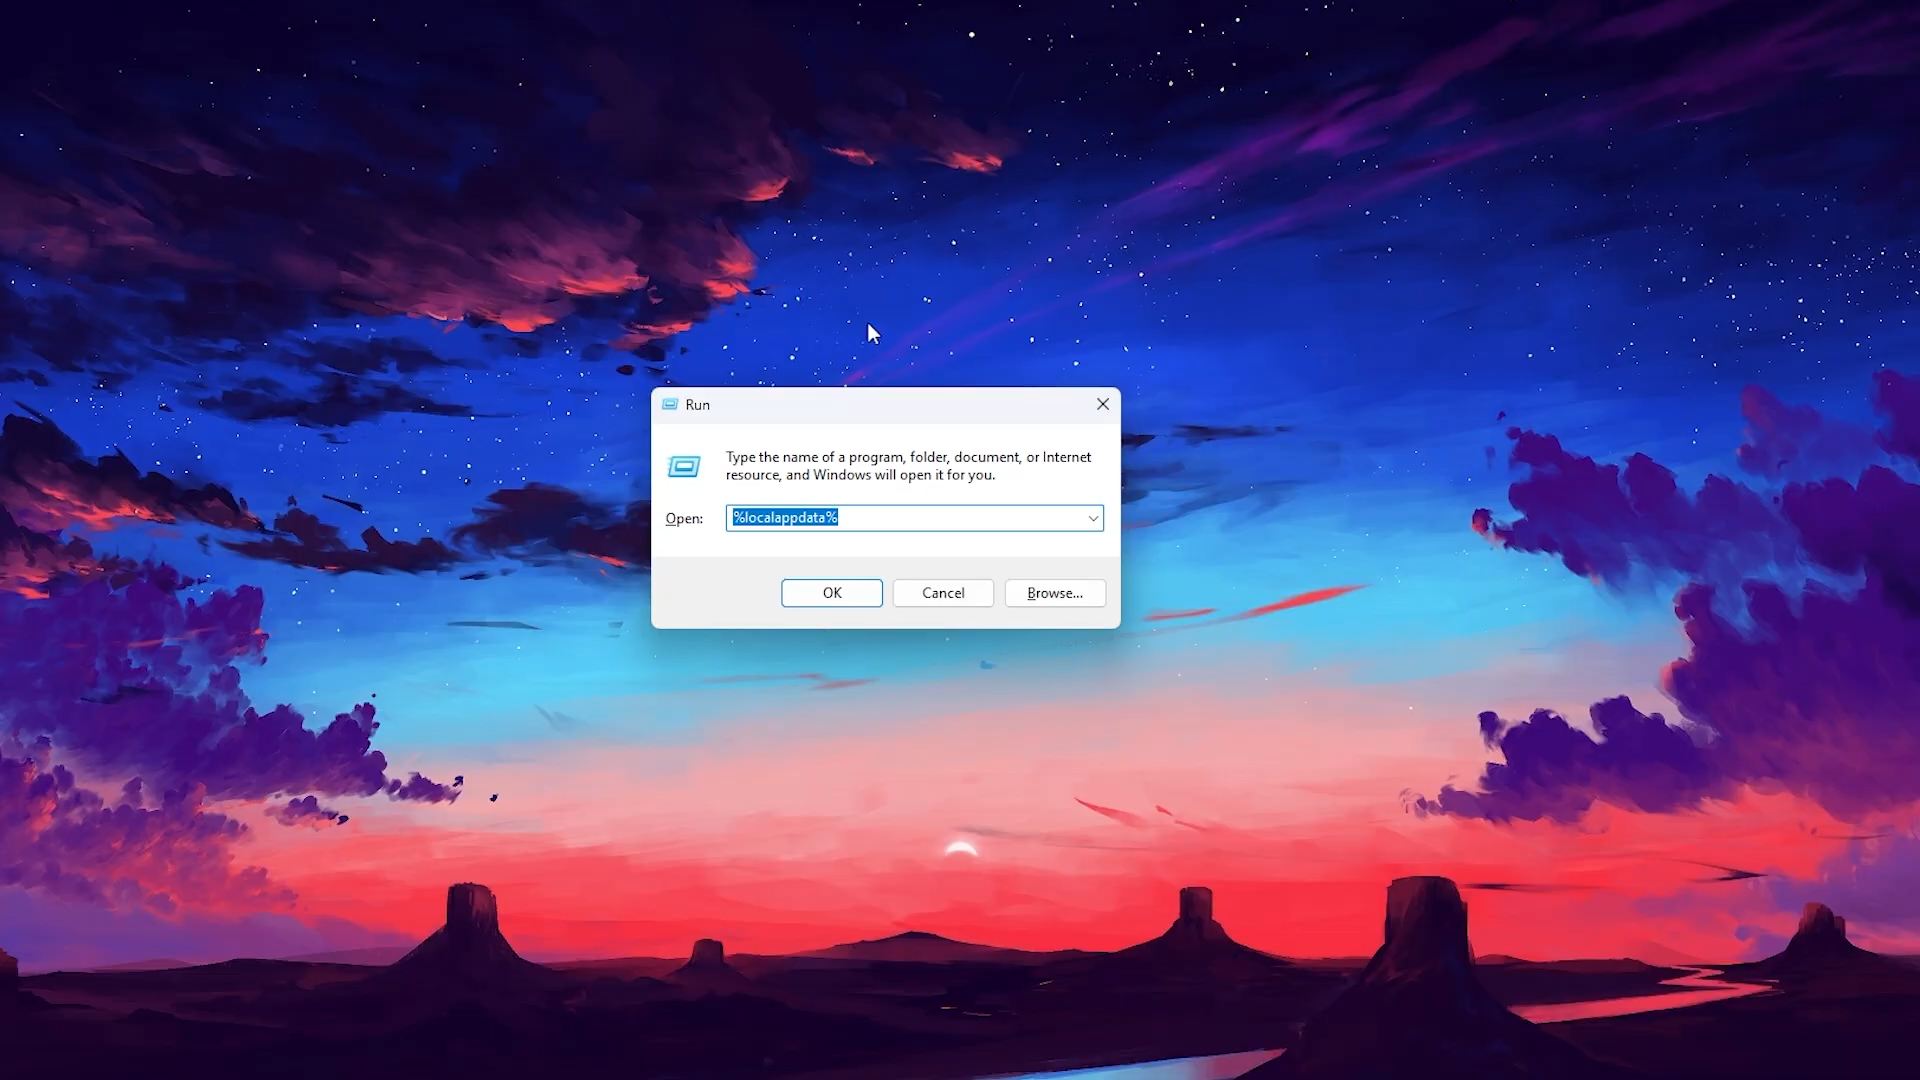 Run
Type the name of a program, folder, document, or Internet
resource, and Windows will open it for you.
Open: %localappdata%
OK Cancel Browse...